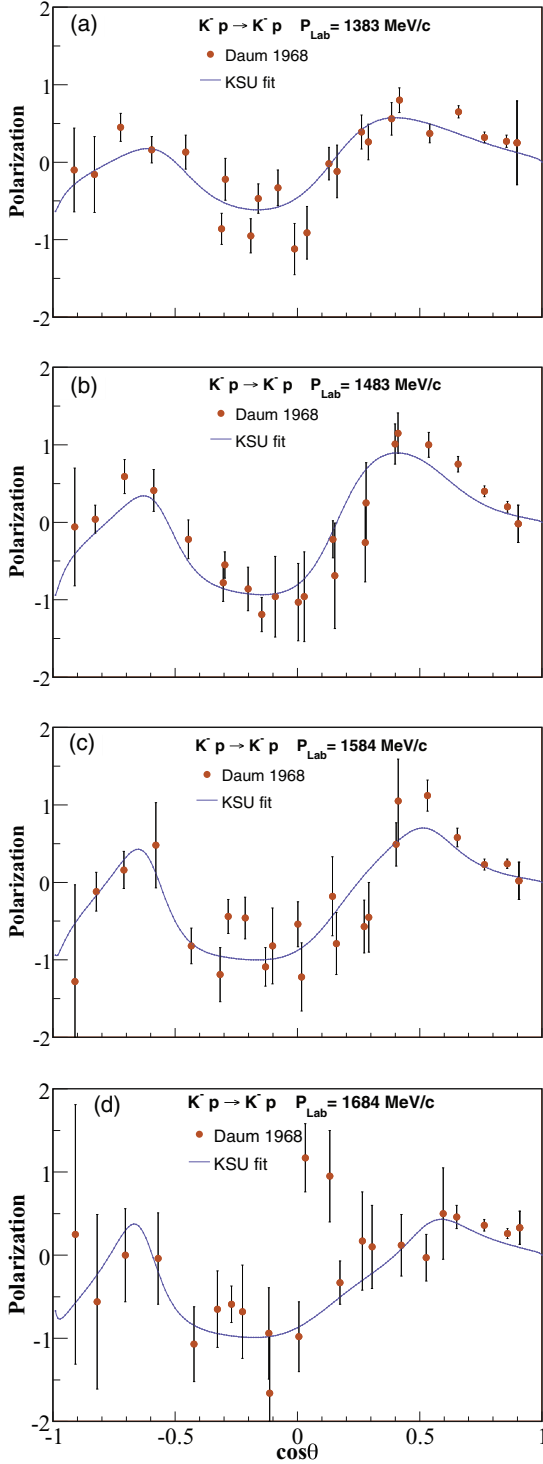 (a)
K⁻ p → K⁻ p P_Lab = 1383 MeV/c
Daum 1968
KSU fit
Polarization
2
1
0
-1
-2
(b)
K⁻ p → K⁻ p P_Lab = 1483 MeV/c
Daum 1968
KSU fit
Polarization
2
1
0
-1
-2
(c)
K⁻ p → K⁻ p P_Lab = 1584 MeV/c
Daum 1968
KSU fit
Polarization
2
1
0
-1
-2
(d)
K⁻ p → K⁻ p P_Lab = 1684 MeV/c
Daum 1968
KSU fit
Polarization
2
1
0
-1
-2
-1 -0.5 0 0.5 1
cosθ